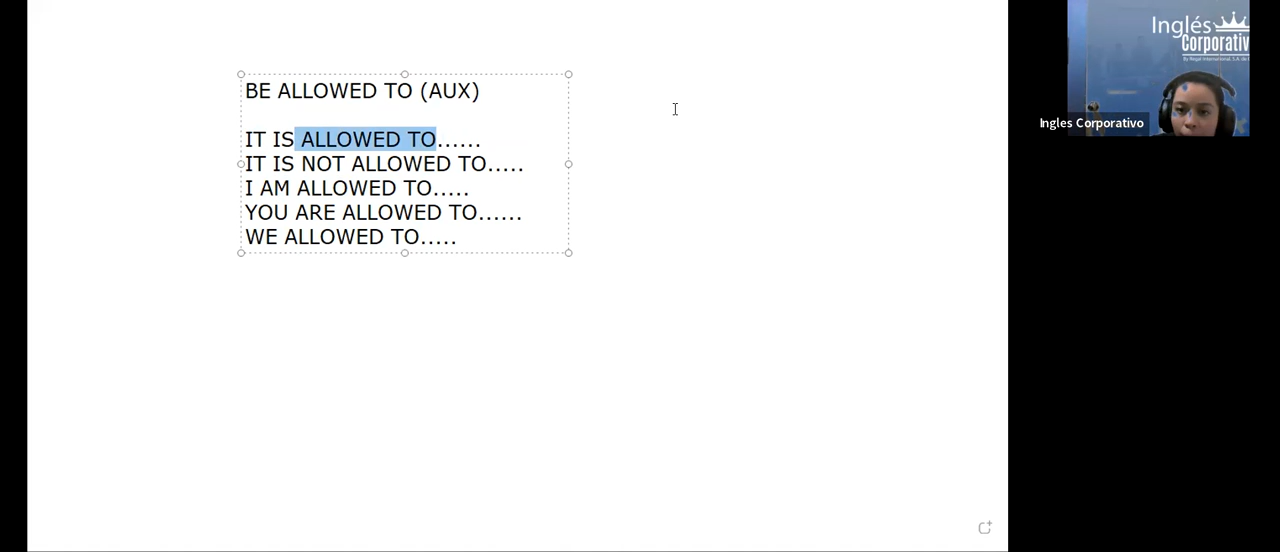 BE ALLOWED TO (AUX)
IT IS ALLOWED TO......
IT IS NOT ALLOWED TO.....
I AM ALLOWED TO.....
YOU ARE ALLOWED TO......
WE ALLOWED TO.....
Inglés
Corporativ
Ingles Corporativo